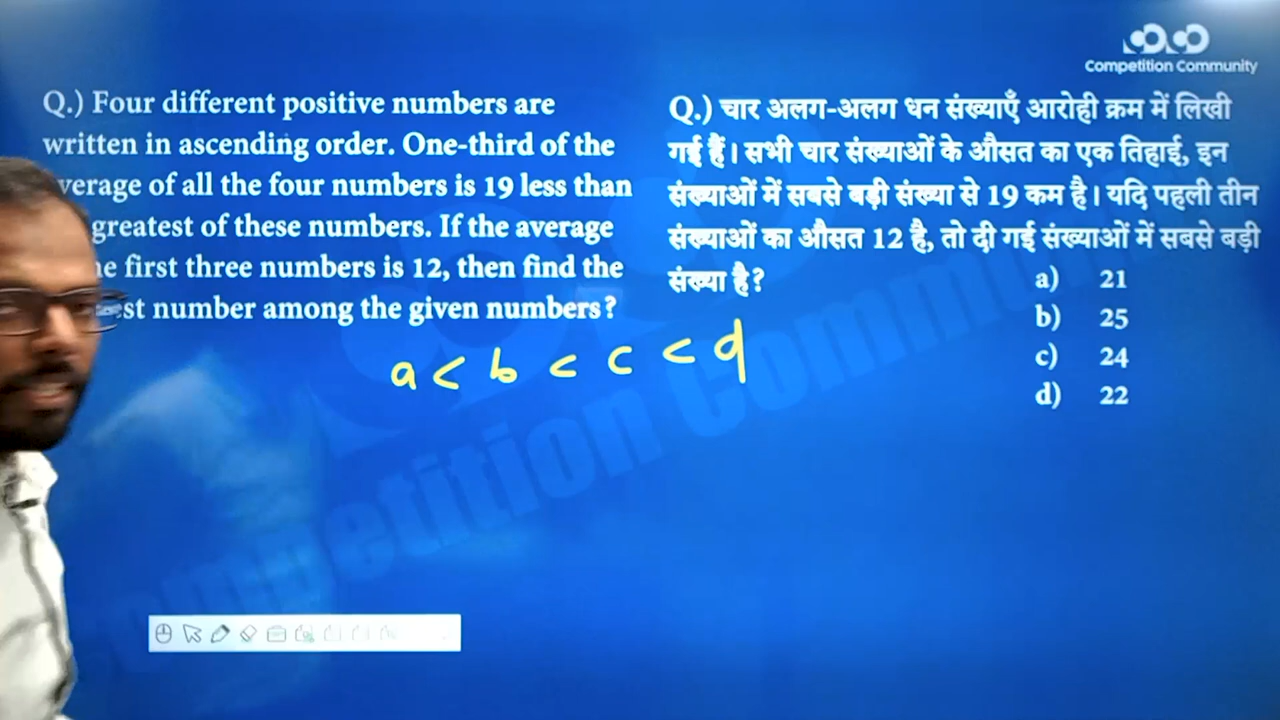 Competition Community
Q.) Four different positive numbers are
written in ascending order. One-third of the
average of all the four numbers is 19 less than
greatest of these numbers. If the average
first three numbers is 12, then find the
number among the given numbers?
Q.) चार अलग-अलग धन संख्याएँ आरोही क्रम में लिखी
गई हैं। सभी चार संख्याओं के औसत का एक तिहाई, इन
संख्याओं में सबसे बड़ी संख्या से 19 कम है। यदि पहली तीन
संख्याओं का औसत 12 है, तो दी गई संख्याओं में सबसे बड़ी
संख्या है?
a) 21
b) 25
c) 24
d) 22
a < b < c < d
Competition Community